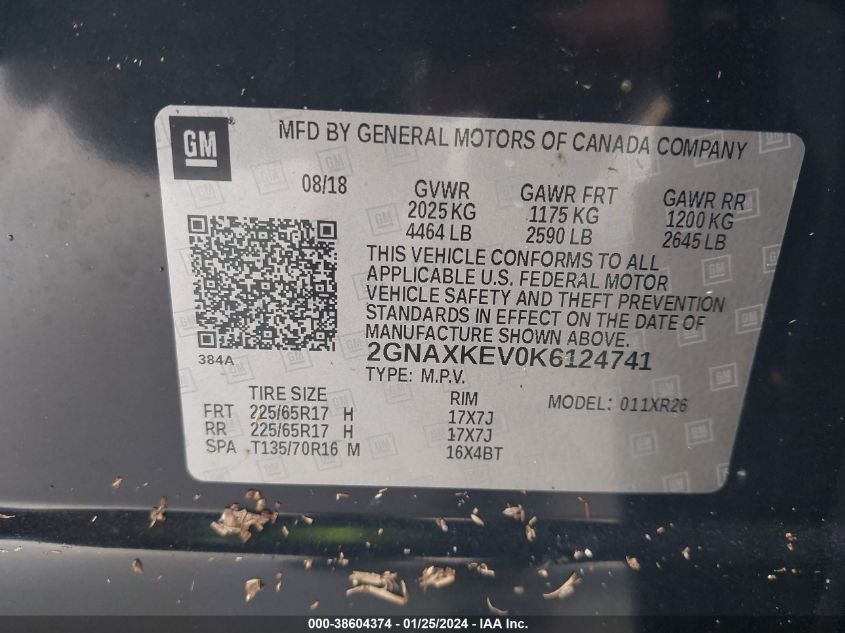 GM
MFD BY GENERAL MOTORS OF CANADA COMPANY
08/18 GVWR GAWR FRT GAWR RR
2025 KG 1175 KG 1200 KG
4464 LB 2590 LB 2645 LB
THIS VEHICLE CONFORMS TO ALL
APPLICABLE U.S. FEDERAL MOTOR
VEHICLE SAFETY AND THEFT PREVENTION
STANDARDS IN EFFECT ON THE DATE OF
MANUFACTURE SHOWN ABOVE.
384A 2GNAXKEV0K6124741
TYPE: M.P.V.
TIRE SIZE RIM MODEL: 011XR26
FRT 225/65R17 H 17X7J
RR 225/65R17 H 17X7J
SPA T135/70R16 M 16X4BT
000-38604374 - 01/25/2024 - IAA Inc.